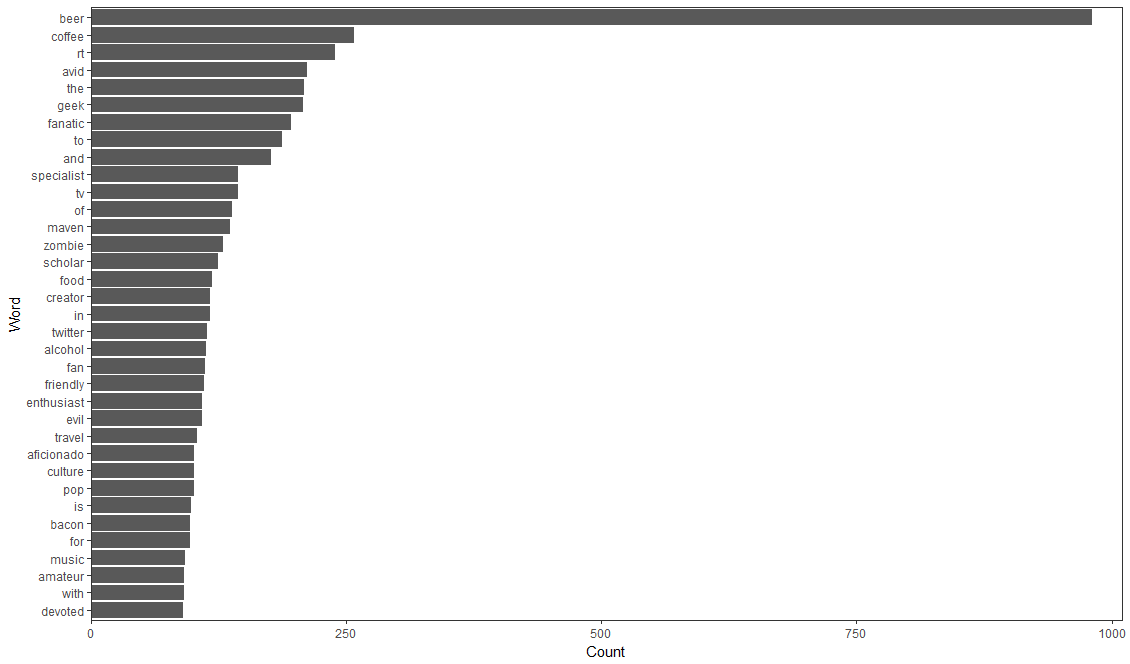 beer
coffee
rt
avid
the
geek
fanatic
to
and
specialist
tv
of
maven
zombie
scholar
food
creator
in
twitter
alcohol
fan
friendly
enthusiast
evil
travel
aficionado
culture
pop
is
bacon
for
music
amateur
with
devoted
Word
0 250 500 750 1000
Count